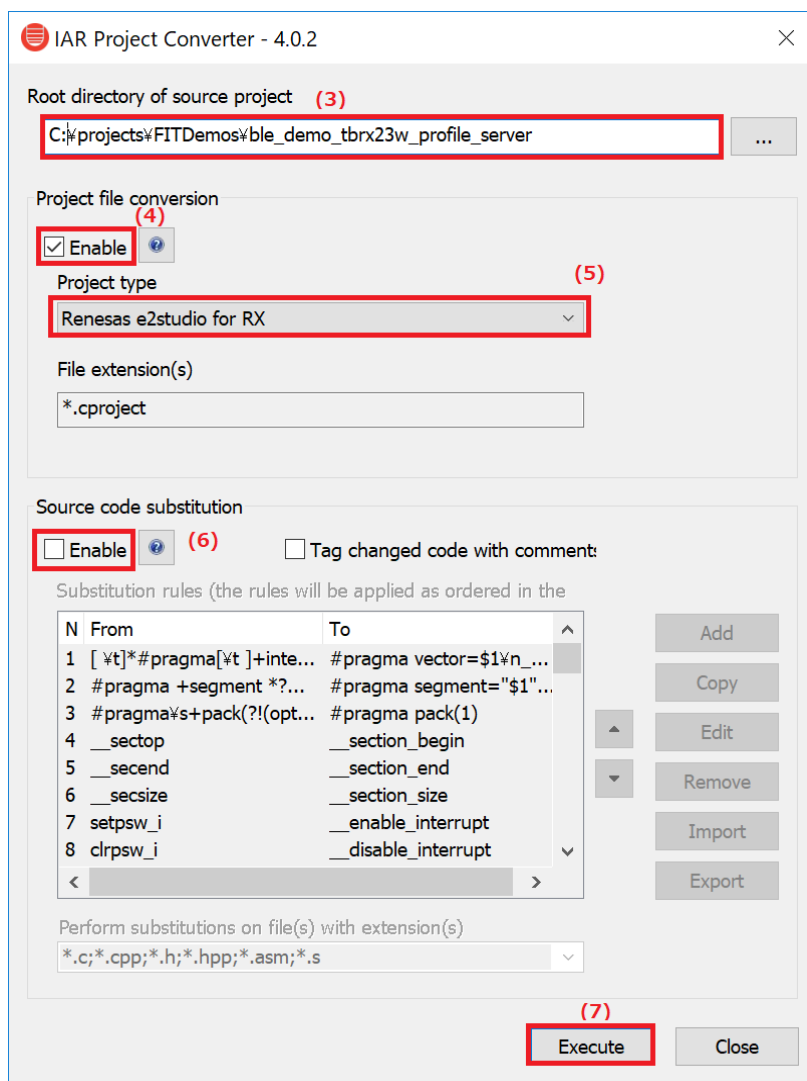 IAR Project Converter - 4.0.2
Root directory of source project (3)
C:¥projects¥FITDemos¥ble_demo_tbrx23w_profile_server
...
Project file conversion
(4)
Enable
Project type
(5)
Renesas e2studio for RX
File extension(s)
*.cproject
Source code substitution
Enable (6) Tag changed code with comments
Substitution rules (the rules will be applied as ordered in the
N From To
1 [ ¥t]*#pragma[¥t ]+inte... #pragma vector=$1¥n_...
2 #pragma +segment *?... #pragma segment="$1"...
3 #pragma¥s+pack(?!(opt... #pragma pack(1)
4 __sectop __section_begin
5 __secend __section_end
6 __secsize __section_size
7 setpsw_i __enable_interrupt
8 clrpsw_i __disable_interrupt
Add
Copy
Edit
Remove
Import
Export
Perform substitutions on file(s) with extension(s)
*.c;*.cpp;*.h;*.hpp;*.asm;*.s
(7)
Execute Close